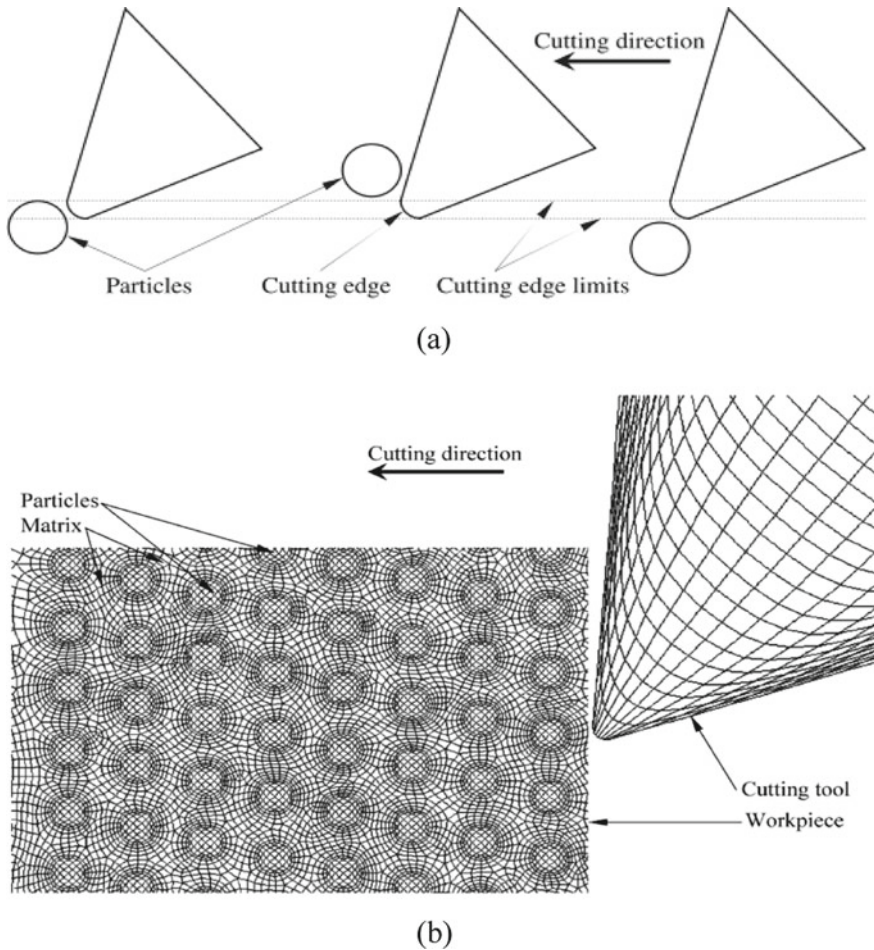 Cutting direction
Particles
Cutting edge
Cutting edge limits
(a)
Cutting direction
Particles
Matrix
Cutting tool
Workpiece
(b)